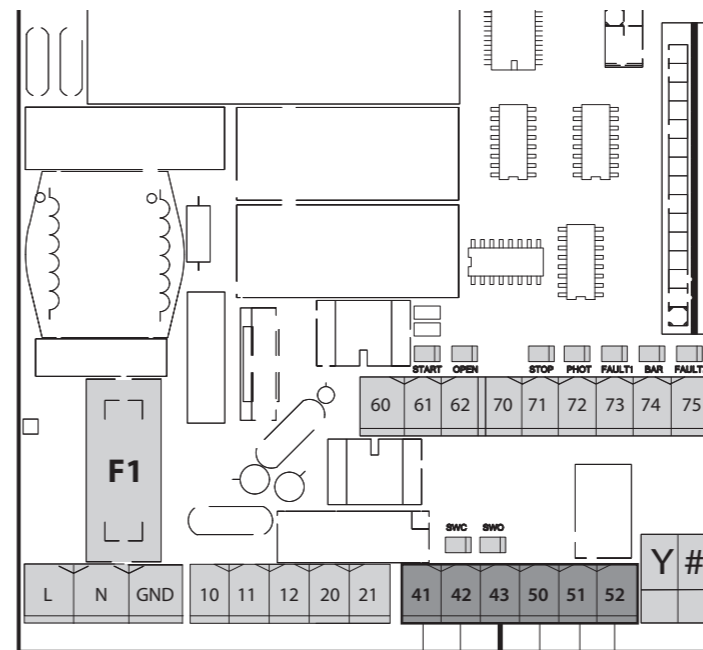 START OPEN STOP PHOT FAULT1 BAR FAULT
60 61 62 70 71 72 73 74 75
F1
SWC SWO
Y #
L N GND 10 11 12 20 21 41 42 43 50 51 52